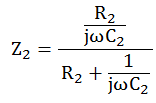 Z₂ = (R₂ / jωC₂) / (R₂ + 1 / jωC₂)